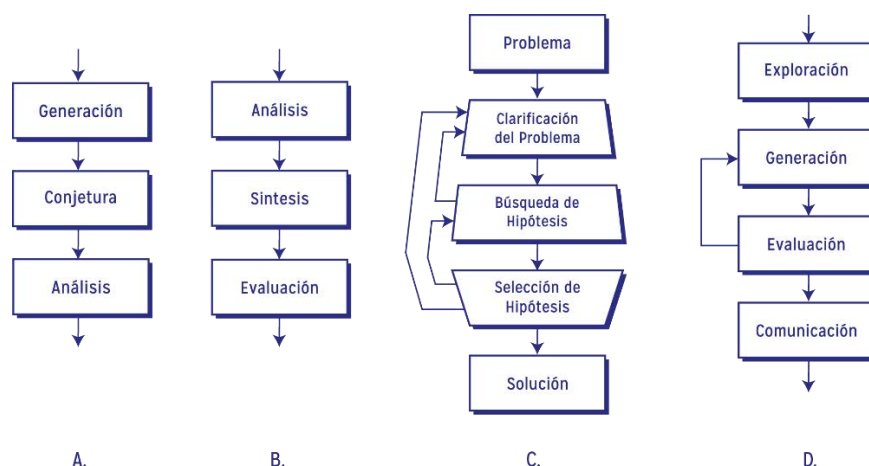 Generación
Conjetura
Análisis
A.
Análisis
Sintesis
Evaluación
B.
Problema
Clarificación
del Problema
Búsqueda de
Hipótesis
Selección de
Hipótesis
Solución
C.
Exploración
Generación
Evaluación
Comunicación
D.